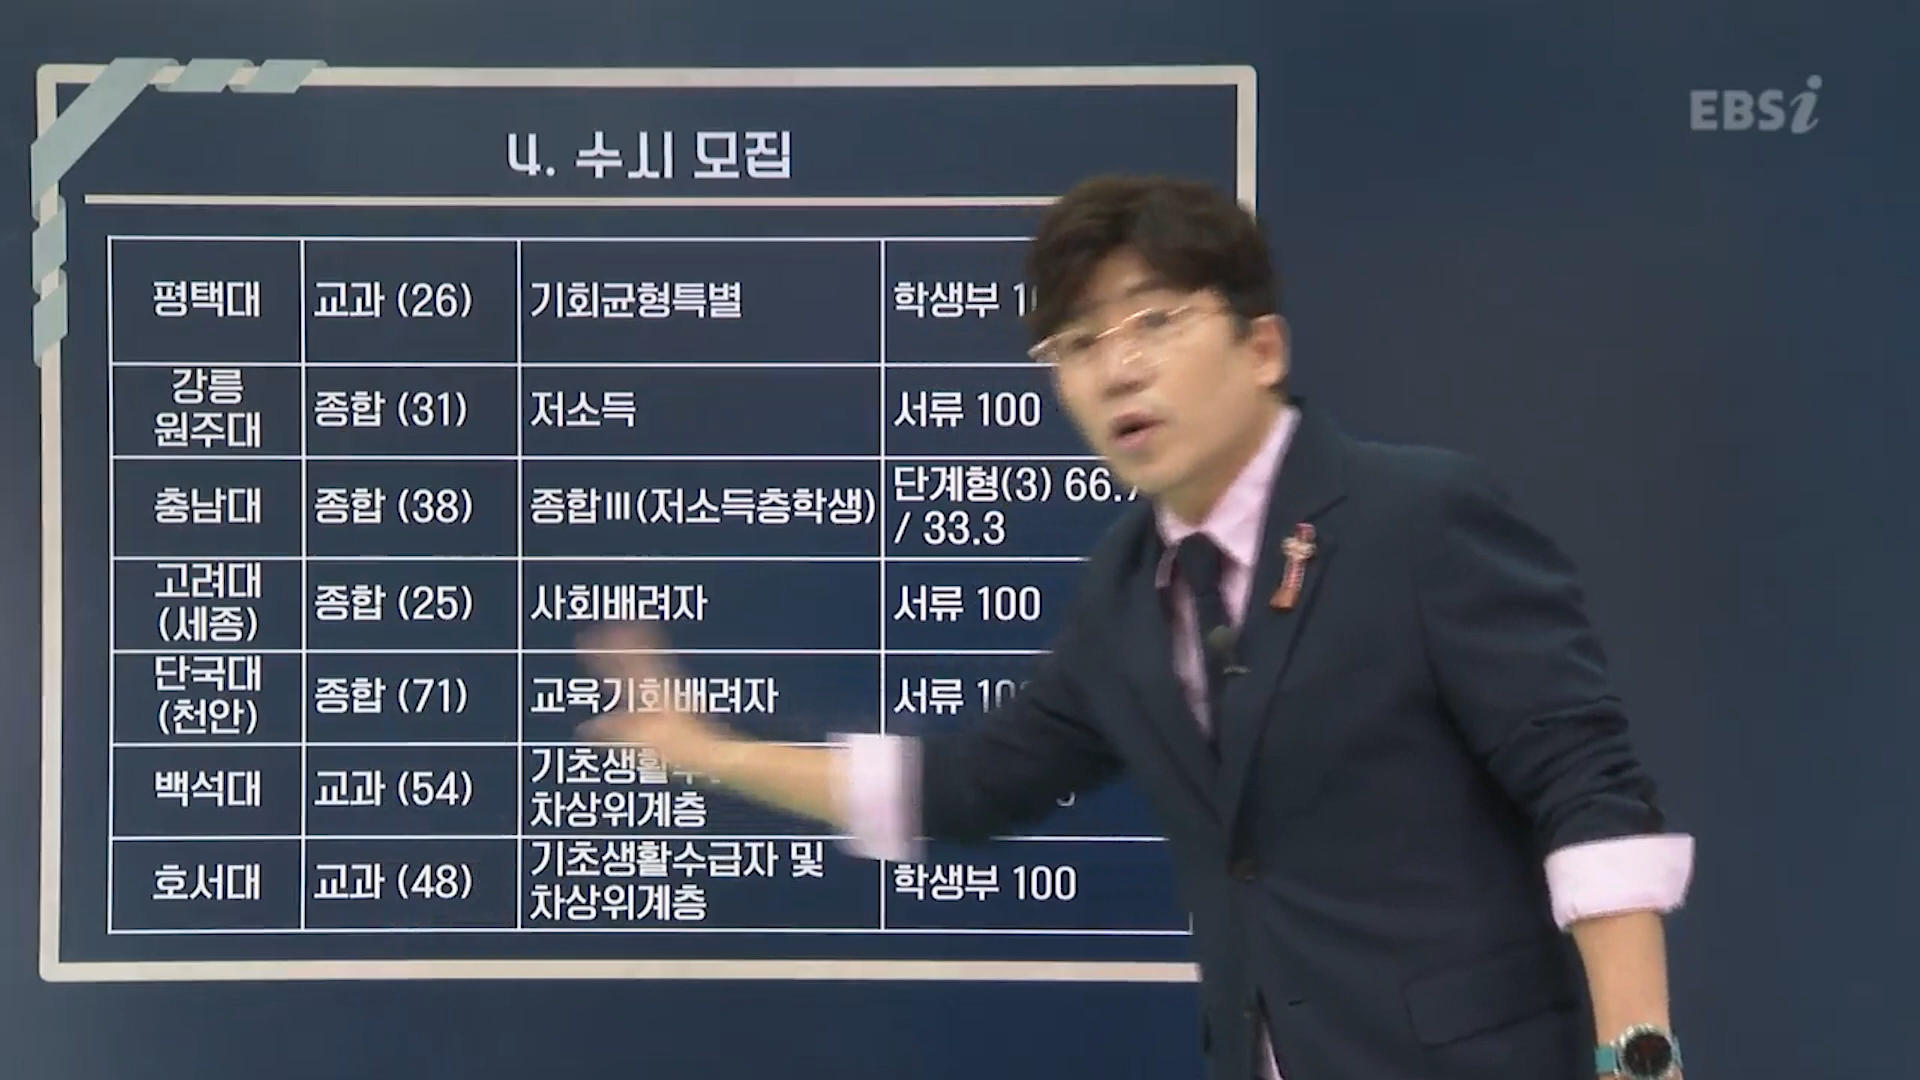 EBSi
4. 수시 모집
평택대 교과 (26) 기회균형특별 학생부
강릉
원주대 종합 (31) 저소득 서류 100
충남대 종합 (38) 종합Ⅲ(저소득층학생) 단계형(3) 66.7
/ 33.3
고려대
(세종) 종합 (25) 사회배려자 서류 100
단국대
(천안) 종합 (71) 교육기회배려자 서류
백석대 교과 (54) 기초생활
차상위계층
호서대 교과 (48) 기초생활수급자 및
차상위계층 학생부 100